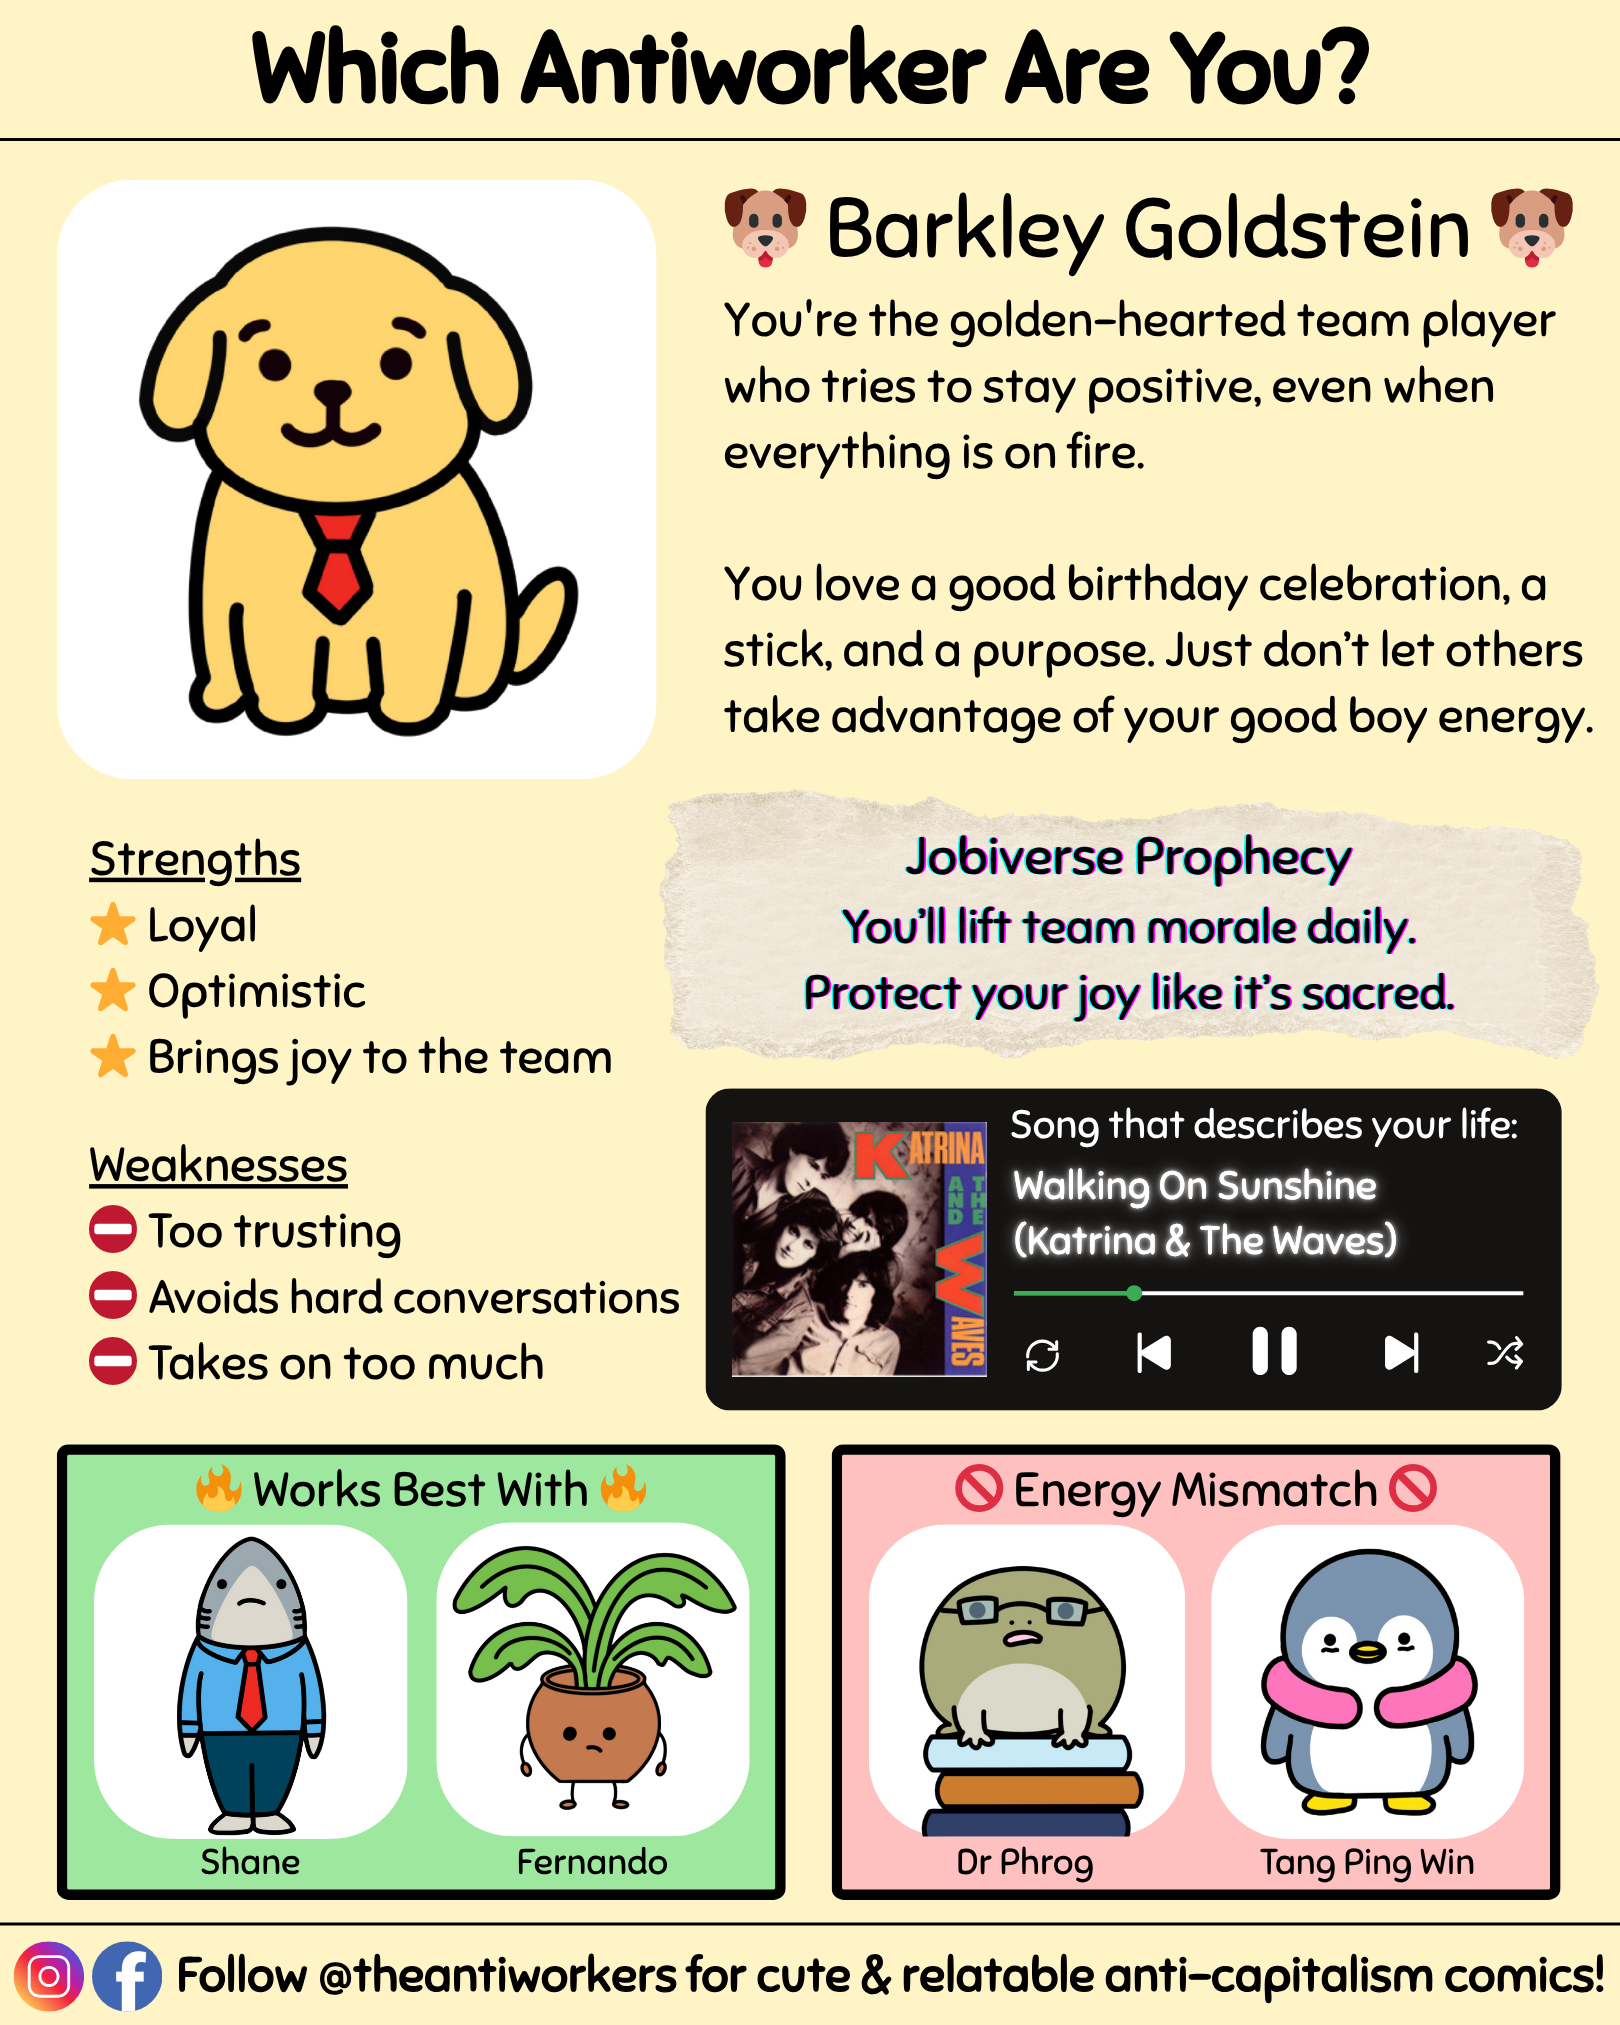 Which Antiworker Are You?
Barkley Goldstein
You're the golden-hearted team player
who tries to stay positive, even when
everything is on fire.
You love a good birthday celebration, a
stick, and a purpose. Just don’t let others
take advantage of your good boy energy.
Strengths
Loyal
Optimistic
Brings joy to the team
Weaknesses
Too trusting
Avoids hard conversations
Takes on too much
Jobiverse Prophecy
You’ll lift team morale daily.
Protect your joy like it’s sacred.
KATRINA
AND THE
WAVES
Song that describes your life:
Walking On Sunshine
(Katrina & The Waves)
Works Best With
Shane
Fernando
Energy Mismatch
Dr Phrog
Tang Ping Win
Follow @theantiworkers for cute & relatable anti-capitalism comics!